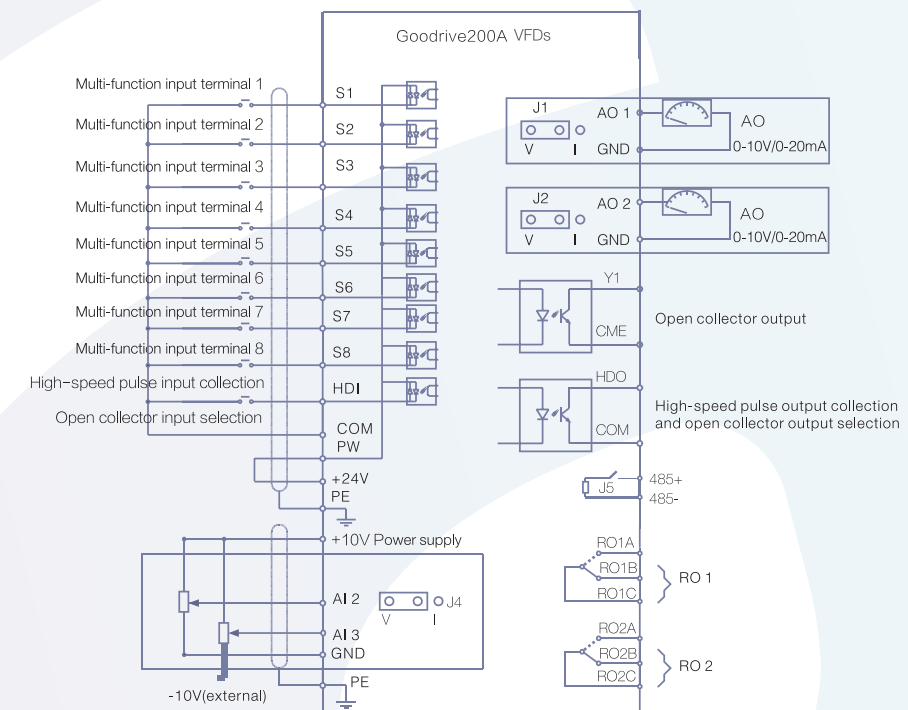 Goodrive200A VFDs
Multi-function input terminal 1
S1
Multi-function input terminal 2
S2
Multi-function input terminal 3
S3
Multi-function input terminal 4
S4
Multi-function input terminal 5
S5
Multi-function input terminal 6
S6
Multi-function input terminal 7
S7
Multi-function input terminal 8
S8
High-speed pulse input collection
HDI
Open collector input selection
COM
PW
+24V
PE
+10V Power supply
AI 2
J4
V I
AI 3
GND
-10V(external)
PE
J1
AO 1
AO
V I
GND
0-10V/0-20mA
J2
AO 2
AO
V I
GND
0-10V/0-20mA
Y1
CME
Open collector output
HDO
COM
High-speed pulse output collection
and open collector output selection
J5
485+
485-
RO1A
RO1B
RO1C
RO 1
RO2A
RO2B
RO2C
RO 2